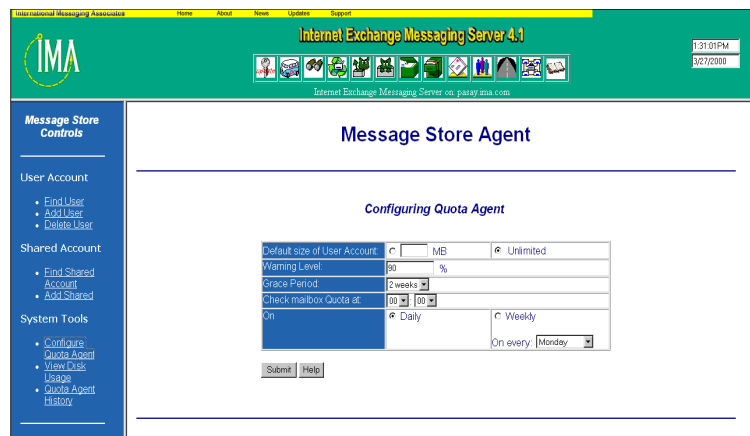 International Messaging Associates Home About News Updates Support
Internet Exchange Messaging Server 4.1
IMA
update
1:31:01PM
3/27/2000
Internet Exchange Messaging Server on: pasay.ima.com
Message Store
Controls
User Account
Find User
Add User
Delete User
Shared Account
Find Shared
Account
Add Shared
System Tools
Configure
Quota Agent
View Disk
Usage
Quota Agent
History
Message Store Agent
Configuring Quota Agent
Default size of User Account: MB Unlimited
Warning Level: 90 %
Grace Period: 2 weeks
Check mailbox Quota at: 00 : 00
On Daily Weekly
On every: Monday
Submit Help